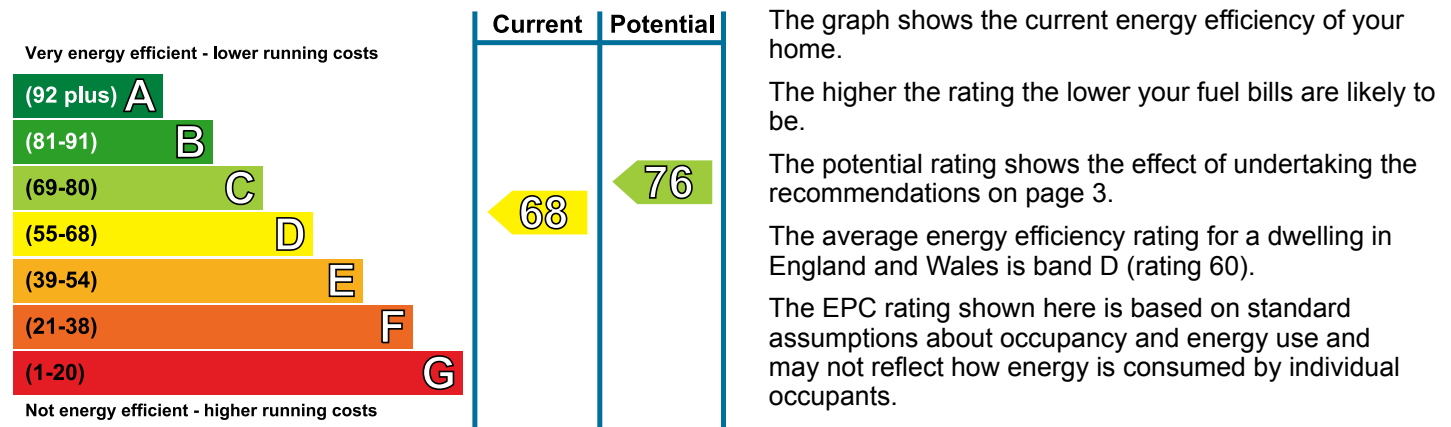 Current Potential
Very energy efficient - lower running costs
(92 plus) A
(81-91) B
(69-80) C
(55-68) D
(39-54) E
(21-38) F
(1-20) G
Not energy efficient - higher running costs
68
76
The graph shows the current energy efficiency of your
home.
The higher the rating the lower your fuel bills are likely to
be.
The potential rating shows the effect of undertaking the
recommendations on page 3.
The average energy efficiency rating for a dwelling in
England and Wales is band D (rating 60).
The EPC rating shown here is based on standard
assumptions about occupancy and energy use and
may not reflect how energy is consumed by individual
occupants.